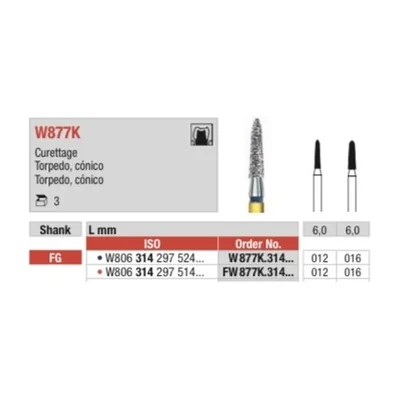 W877K
Curettage
Torpedo, cónico
Torpedo, cónico
3
Shank L mm 6,0 6,0
ISO Order No.
FG • W806 314 297 524... W877K.314... 012 016
• W806 314 297 514... FW877K.314... 012 016